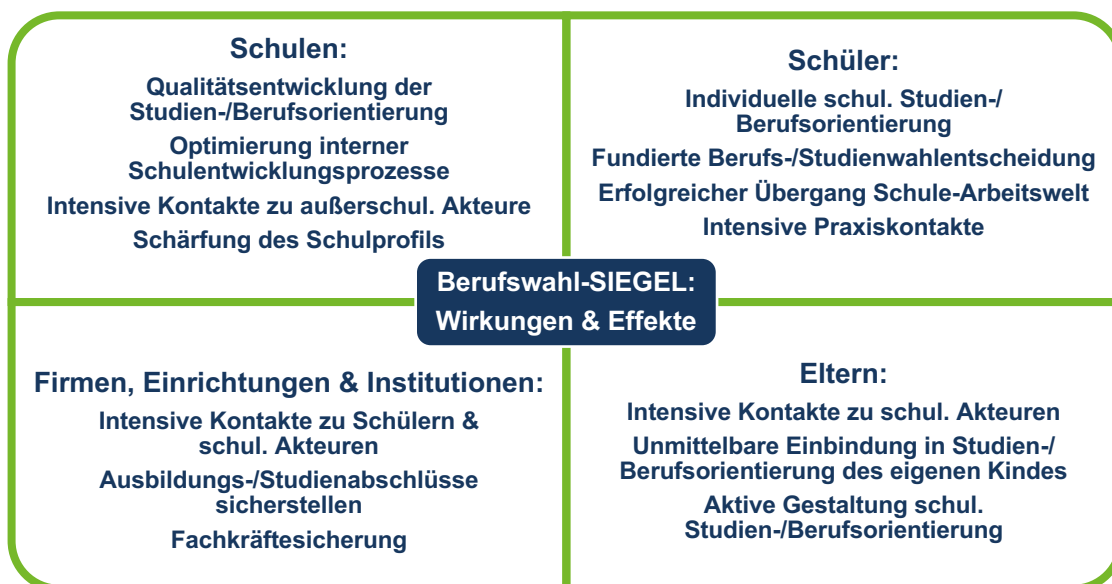 Schulen:
Qualitätsentwicklung der
Studien-/Berufsorientierung
Optimierung interner
Schulentwicklungsprozesse
Intensive Kontakte zu außerschul. Akteure
Schärfung des Schulprofils
Schüler:
Individuelle schul. Studien-/
Berufsorientierung
Fundierte Berufs-/Studienwahlentscheidung
Erfolgreicher Übergang Schule-Arbeitswelt
Intensive Praxiskontakte
Berufswahl-SIEGEL:
Wirkungen & Effekte
Firmen, Einrichtungen & Institutionen:
Intensive Kontakte zu Schülern &
schul. Akteuren
Ausbildungs-/Studienabschlüsse
sicherstellen
Fachkräftesicherung
Eltern:
Intensive Kontakte zu schul. Akteuren
Unmittelbare Einbindung in Studien-/
Berufsorientierung des eigenen Kindes
Aktive Gestaltung schul.
Studien-/Berufsorientierung